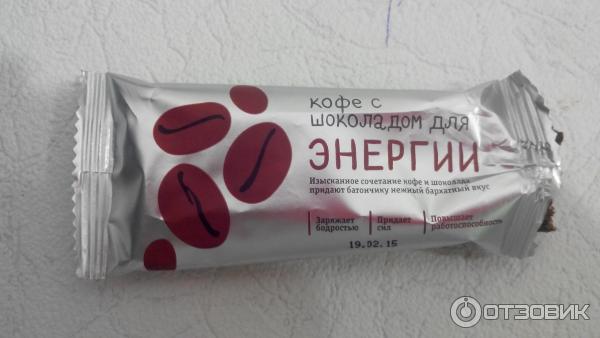 кофе с
шоколадом для
ЭНЕРГИИ
Изысканное сочетание кофе и шоколада
придают батончику нежный бархатный вкус
Заряжает бодростью
Придает сил
Повышает работоспособность
19.02.15
ОТЗОВИК